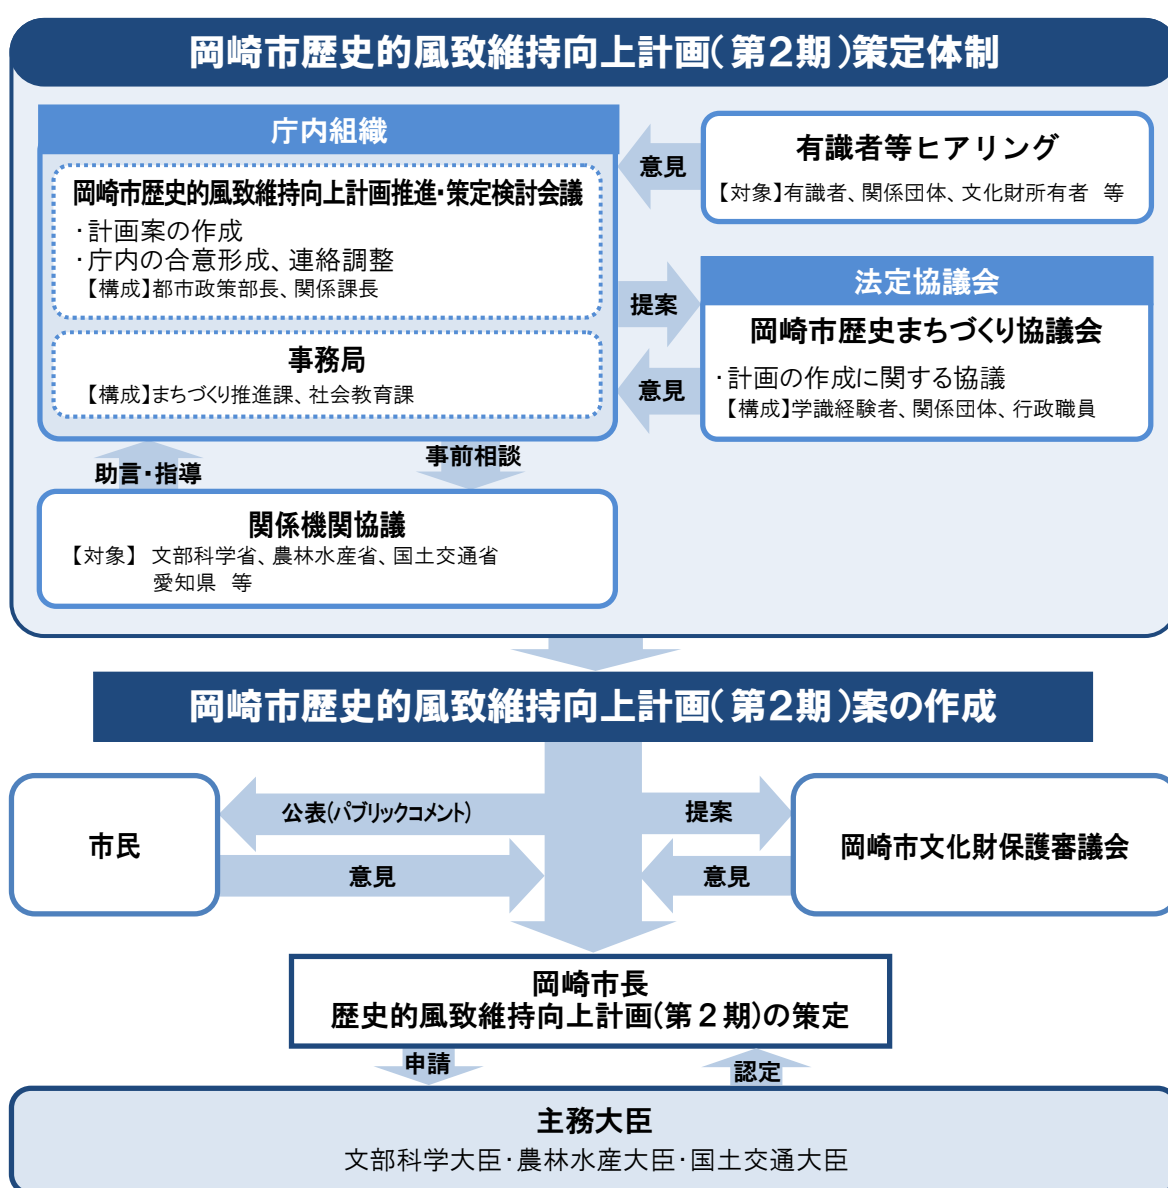 岡崎市歴史的風致維持向上計画(第2期)策定体制
庁内組織
岡崎市歴史的風致維持向上計画推進・策定検討会議
・計画案の作成
・庁内の合意形成、連絡調整
【構成】都市政策部長、関係課長
事務局
【構成】まちづくり推進課、社会教育課
意見
有識者等ヒアリング
【対象】有識者、関係団体、文化財所有者 等
提案
意見
法定協議会
岡崎市歴史まちづくり協議会
・計画の作成に関する協議
【構成】学識経験者、関係団体、行政職員
助言・指導
事前相談
関係機関協議
【対象】 文部科学省、農林水産省、国土交通省
愛知県 等
岡崎市歴史的風致維持向上計画(第2期)案の作成
市民
公表(パブリックコメント)
意見
提案
意見
岡崎市文化財保護審議会
岡崎市長
歴史的風致維持向上計画(第2期)の策定
申請
認定
主務大臣
文部科学大臣・農林水産大臣・国土交通大臣